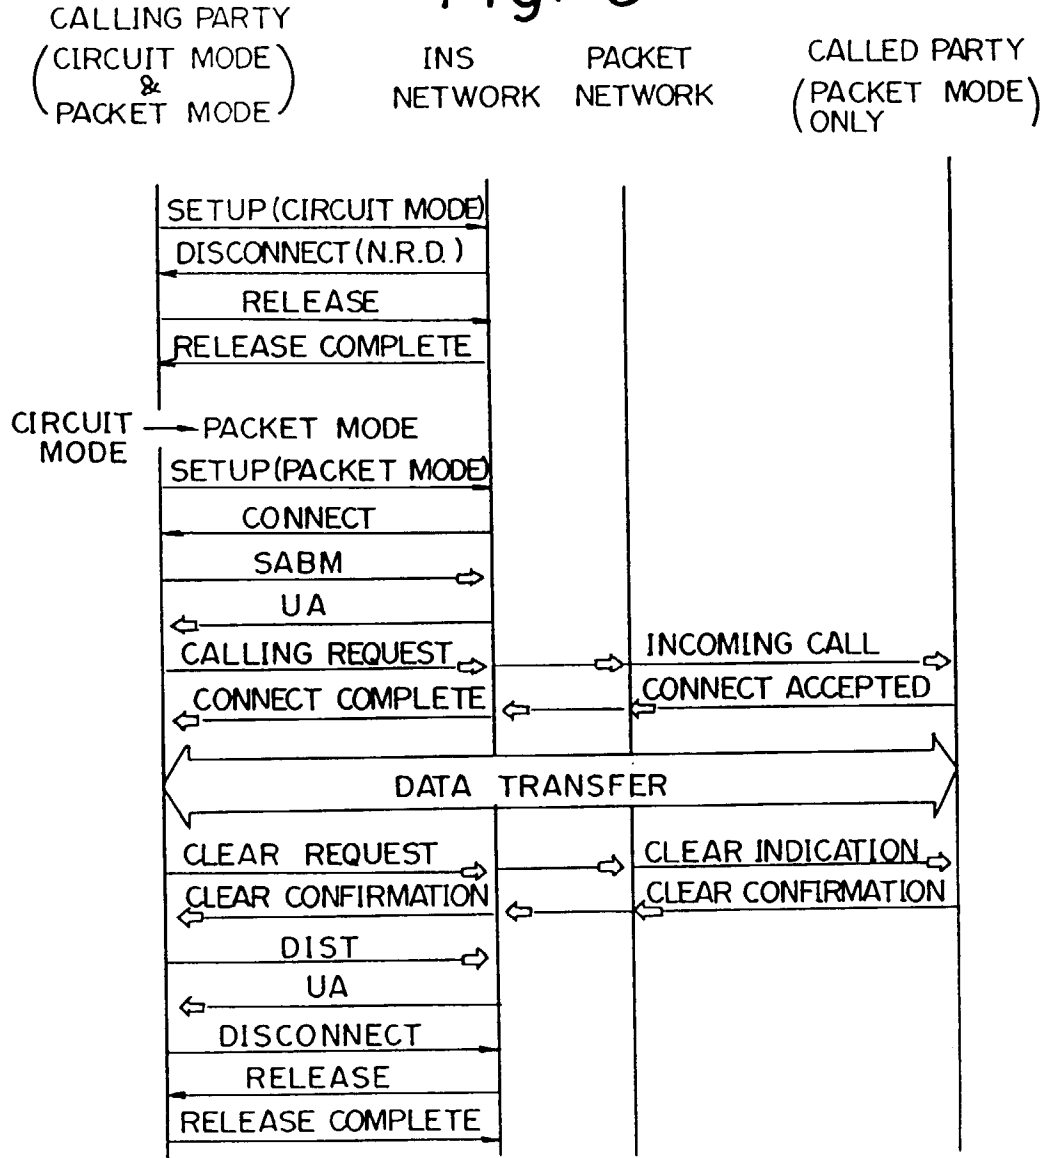 Fig.
CALLING PARTY
(CIRCUIT MODE
&
PACKET MODE)
INS
NETWORK
PACKET
NETWORK
CALLED PARTY
(PACKET MODE
ONLY)
SETUP(CIRCUIT MODE)
DISCONNECT(N.R.D.)
RELEASE
RELEASE COMPLETE
CIRCUIT
MODE
PACKET MODE
SETUP(PACKET MODE)
CONNECT
SABM
UA
CALLING REQUEST
INCOMING CALL
CONNECT COMPLETE
CONNECT ACCEPTED
DATA TRANSFER
CLEAR REQUEST
CLEAR INDICATION
CLEAR CONFIRMATION
CLEAR CONFIRMATION
DIST
UA
DISCONNECT
RELEASE
RELEASE COMPLETE